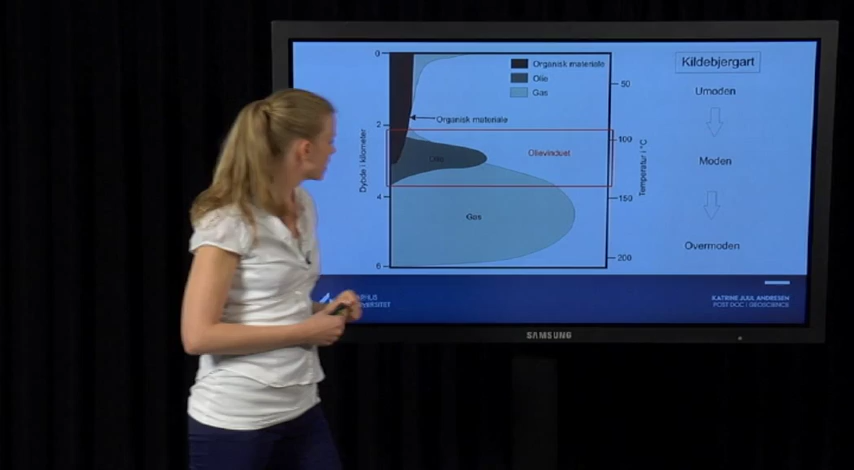 0
2
4
6
Dybde i kilometer
Organisk materiale
Olie
Gas
Organisk materiale
Olie
Olievinduet
Gas
50
100
150
200
Temperatur i °C
Kildebjergart
Umoden
Moden
Overmoden
KATRINE JUUL ANDRESEN
POST DOC | GEOSCIENCE
SAMSUNG